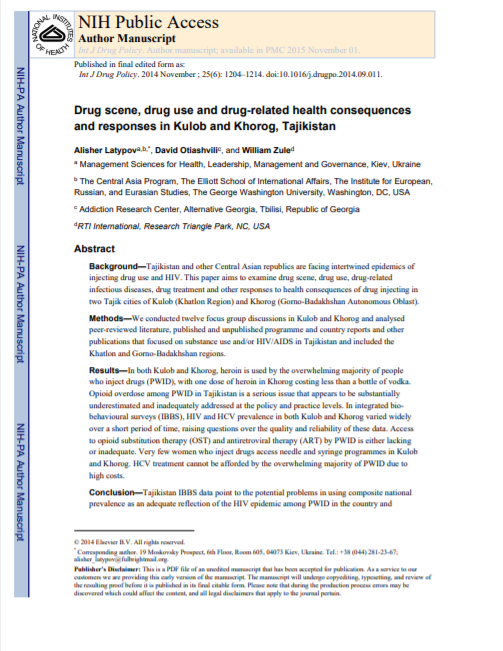 NATIONAL INSTITUTES OF HEALTH
NIH Public Access
Author Manuscript
Int J Drug Policy. Author manuscript; available in PMC 2015 November 01.
Published in final edited form as:
Int J Drug Policy. 2014 November ; 25(6): 1204–1214. doi:10.1016/j.drugpo.2014.09.011.
NIH-PA Author Manuscript
NIH-PA Author Manuscript
NIH-PA Author Manuscript
Drug scene, drug use and drug-related health consequences
and responses in Kulob and Khorog, Tajikistan
Alisher Latypova,b,*, David Otiashvilic, and William Zuled
a Management Sciences for Health, Leadership, Management and Governance, Kiev, Ukraine
b The Central Asia Program, The Elliott School of International Affairs, The Institute for European,
Russian, and Eurasian Studies, The George Washington University, Washington, DC, USA
c Addiction Research Center, Alternative Georgia, Tbilisi, Republic of Georgia
dRTI International, Research Triangle Park, NC, USA
Abstract
Background—Tajikistan and other Central Asian republics are facing intertwined epidemics of
injecting drug use and HIV. This paper aims to examine drug scene, drug use, drug-related
infectious diseases, drug treatment and other responses to health consequences of drug injecting in
two Tajik cities of Kulob (Khatlon Region) and Khorog (Gorno-Badakhshan Autonomous Oblast).
Methods—We conducted twelve focus group discussions in Kulob and Khorog and analysed
peer-reviewed literature, published and unpublished programme and country reports and other
publications that focused on substance use and/or HIV/AIDS in Tajikistan and included the
Khatlon and Gorno-Badakhshan regions.
Results—In both Kulob and Khorog, heroin is used by the overwhelming majority of people
who inject drugs (PWID), with one dose of heroin in Khorog costing less than a bottle of vodka.
Opioid overdose among PWID in Tajikistan is a serious issue that appears to be substantially
underestimated and inadequately addressed at the policy and practice levels. In integrated bio-
behavioural surveys (IBBS), HIV and HCV prevalence in both Kulob and Khorog varied widely
over a short period of time, raising questions over the quality and reliability of these data. Access
to opioid substitution therapy (OST) and antiretroviral therapy (ART) by PWID is either lacking
or inadequate. Very few women who inject drugs access needle and syringe programmes in Kulob
and Khorog. HCV treatment cannot be afforded by the overwhelming majority of PWID due to
high costs.
Conclusion—Tajikistan IBBS data point to the potential problems in using composite national
prevalence as an adequate reflection of the HIV epidemic among PWID in the country and
© 2014 Elsevier B.V. All rights reserved.
* Corresponding author. 19 Moskovsky Prospect, 6th Floor, Room 605, 04073 Kiev, Ukraine. Tel.: +38 (044) 281-23-67;
alisher_latypov@fulbrightmail.org.
Publisher's Disclaimer: This is a PDF file of an unedited manuscript that has been accepted for publication. As a service to our
customers we are providing this early version of the manuscript. The manuscript will undergo copyediting, typesetting, and review of
the resulting proof before it is published in its final citable form. Please note that during the production process errors may be
discovered which could affect the content, and all legal disclaimers that apply to the journal pertain.